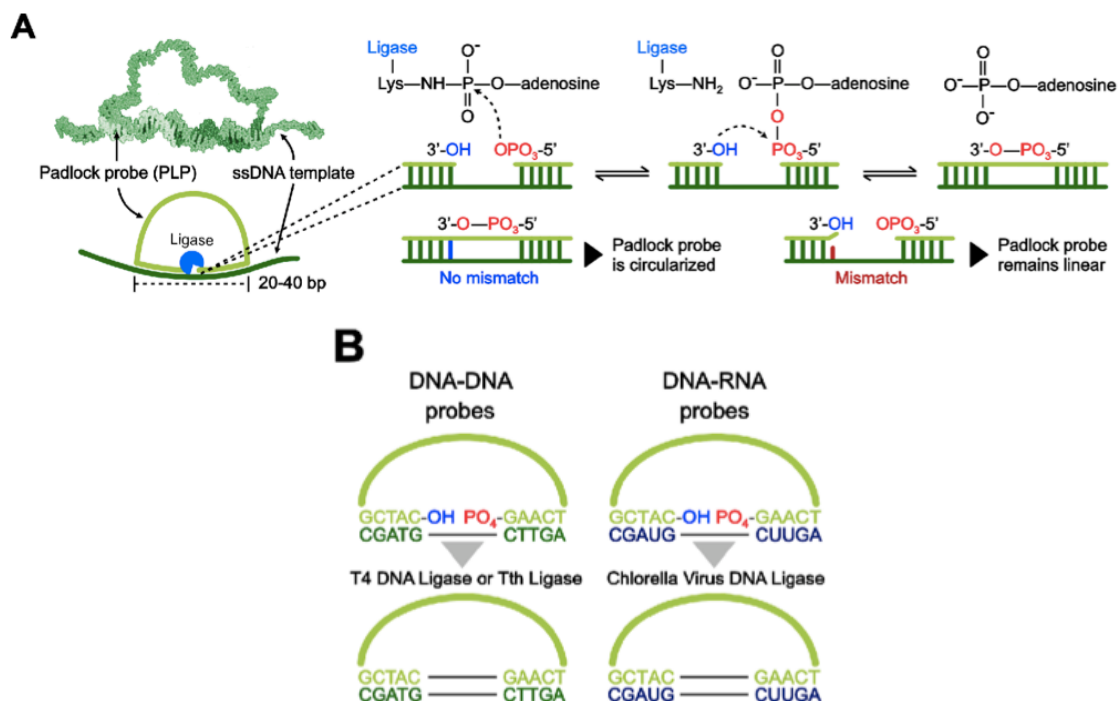 A
Ligase
Lys—NH—P—O—adenosine
O⁻
O
3'-OH OPO₃-5'
Ligase
Lys—NH₂
O
O⁻—P—O—adenosine
O
3'-OH PO₃-5'
O
O⁻—P—O—adenosine
O⁻
3'-O—PO₃-5'
Padlock probe (PLP)
ssDNA template
Ligase
20-40 bp
3'-O—PO₃-5'
No mismatch
Padlock probe
is circularized
3'-OH OPO₃-5'
Mismatch
Padlock probe
remains linear
B
DNA-DNA
probes
GCTAC-OH PO₄-GAACT
CGATG CTTGA
T4 DNA Ligase or Tth Ligase
GCTAC GAACT
CGATG CTTGA
DNA-RNA
probes
GCTAC-OH PO₄-GAACT
CGAUG CUUGA
Chlorella Virus DNA Ligase
GCTAC GAACT
CGAUG CUUGA